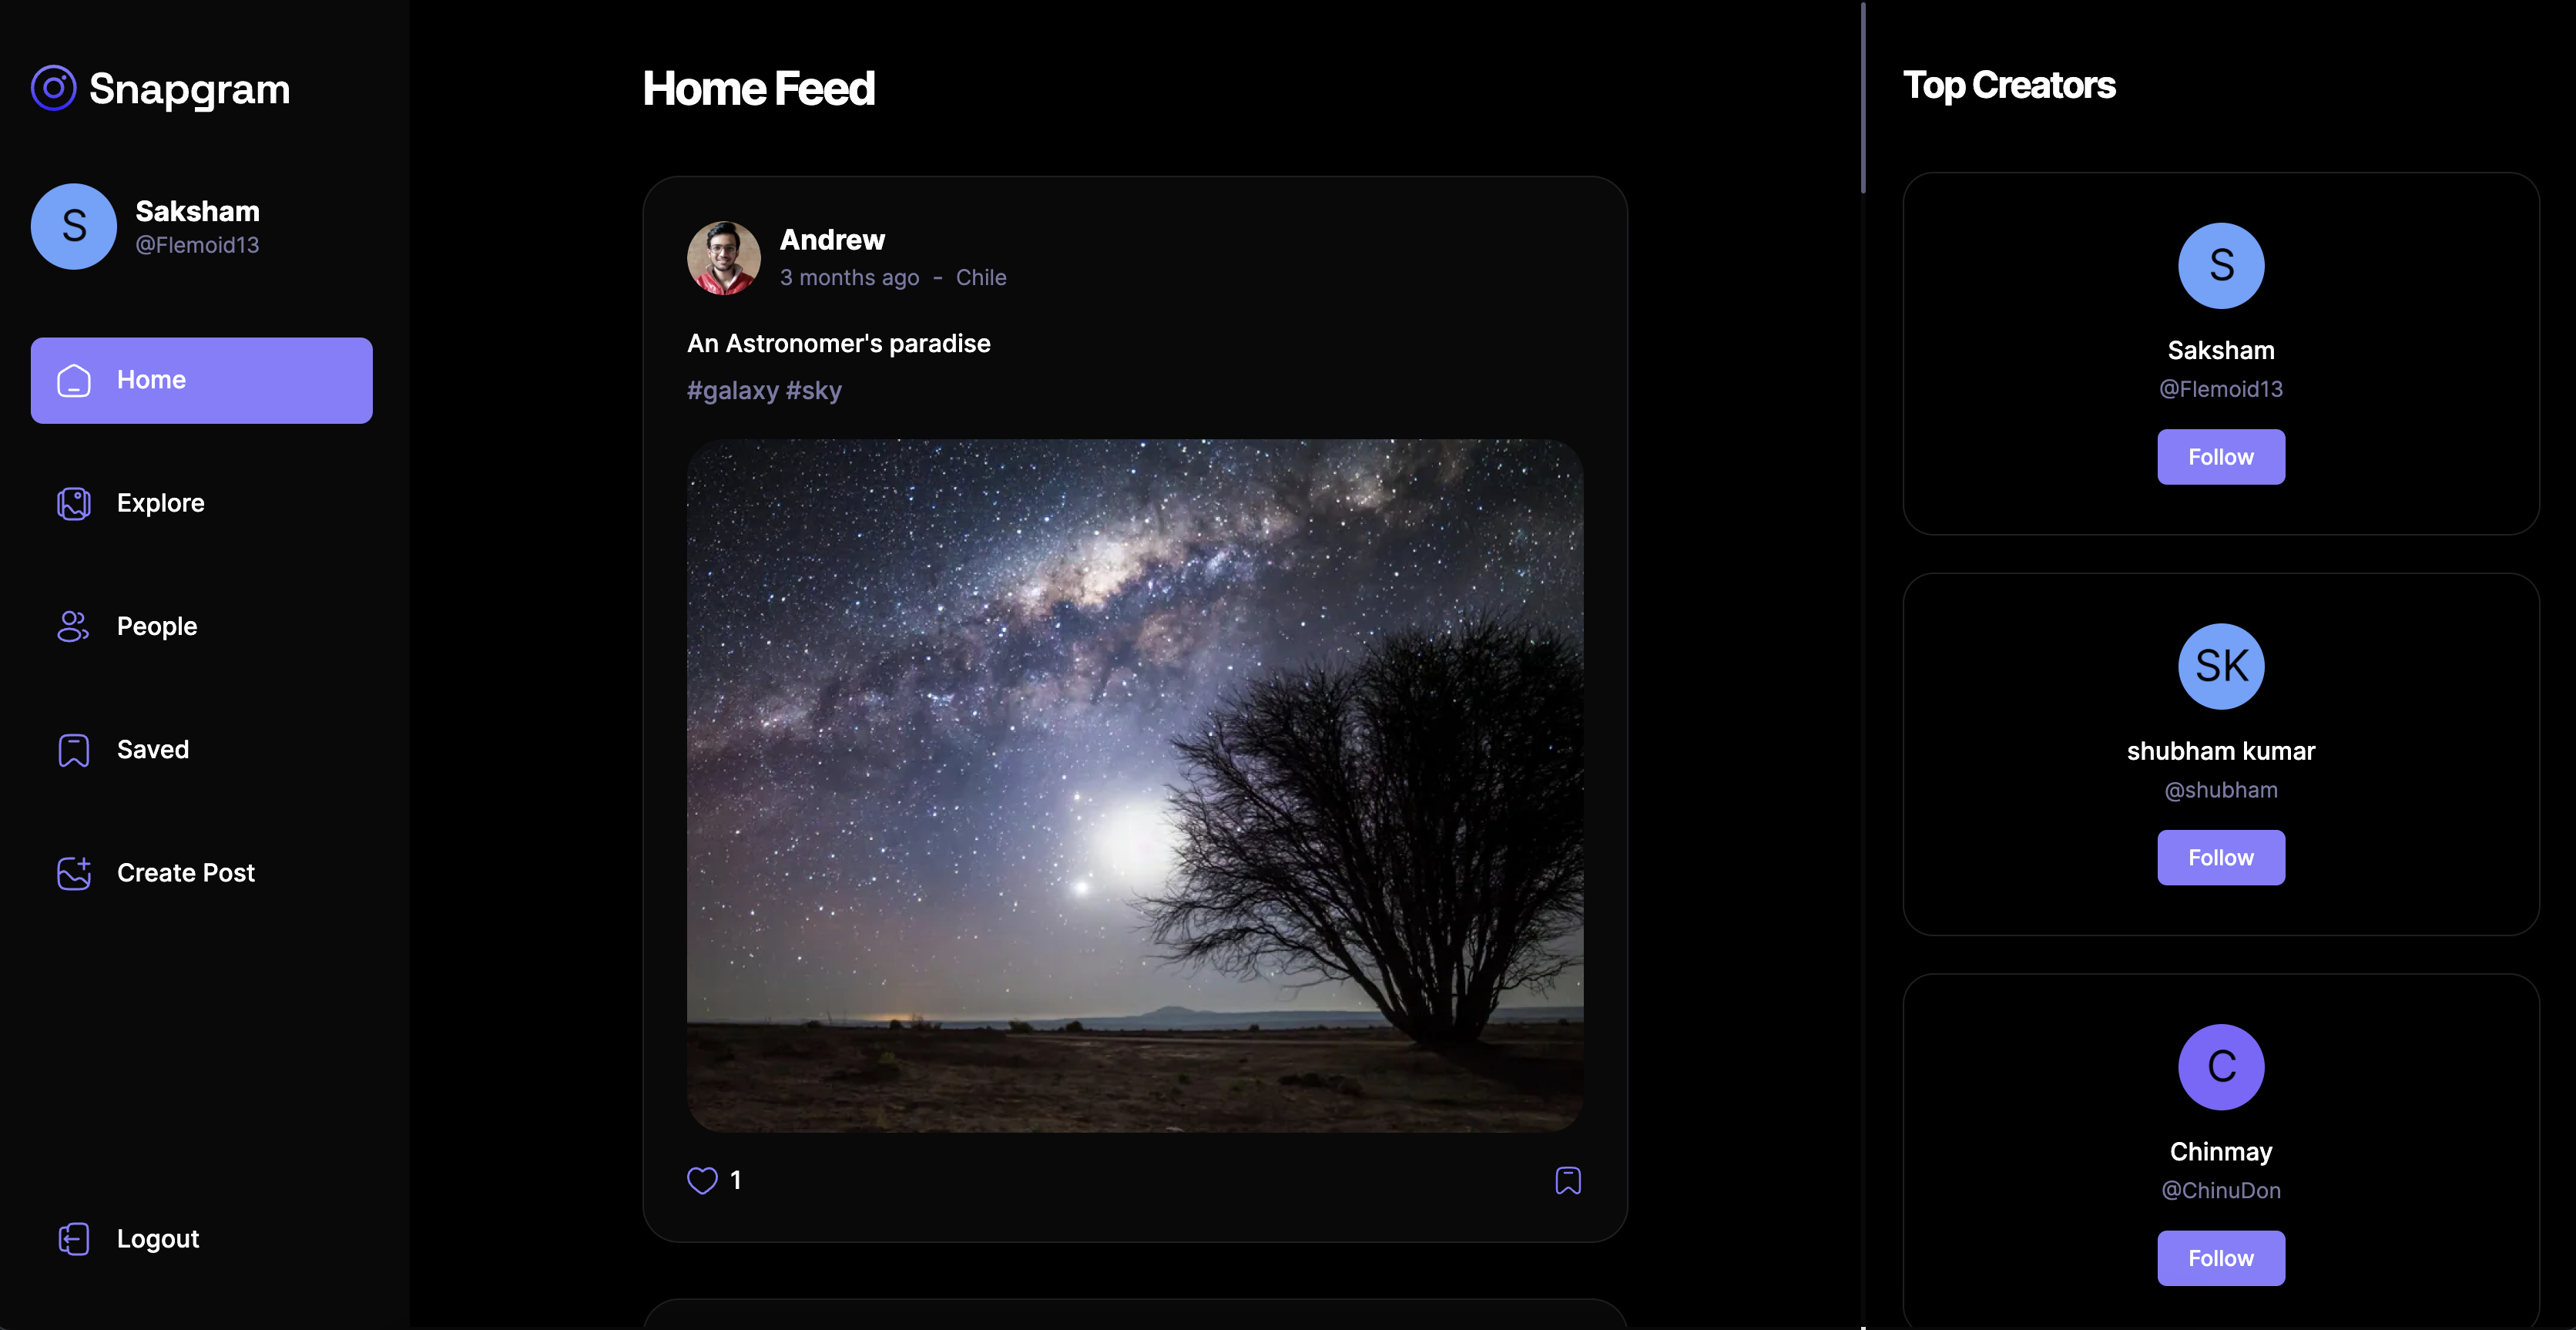 Snapgram
S
Saksham
@Flemoid13
Home
Explore
People
Saved
Create Post
Logout
Home Feed
Andrew
3 months ago - Chile
An Astronomer's paradise
#galaxy #sky
1
Top Creators
S
Saksham
@Flemoid13
Follow
SK
shubham kumar
@shubham
Follow
C
Chinmay
@ChinuDon
Follow